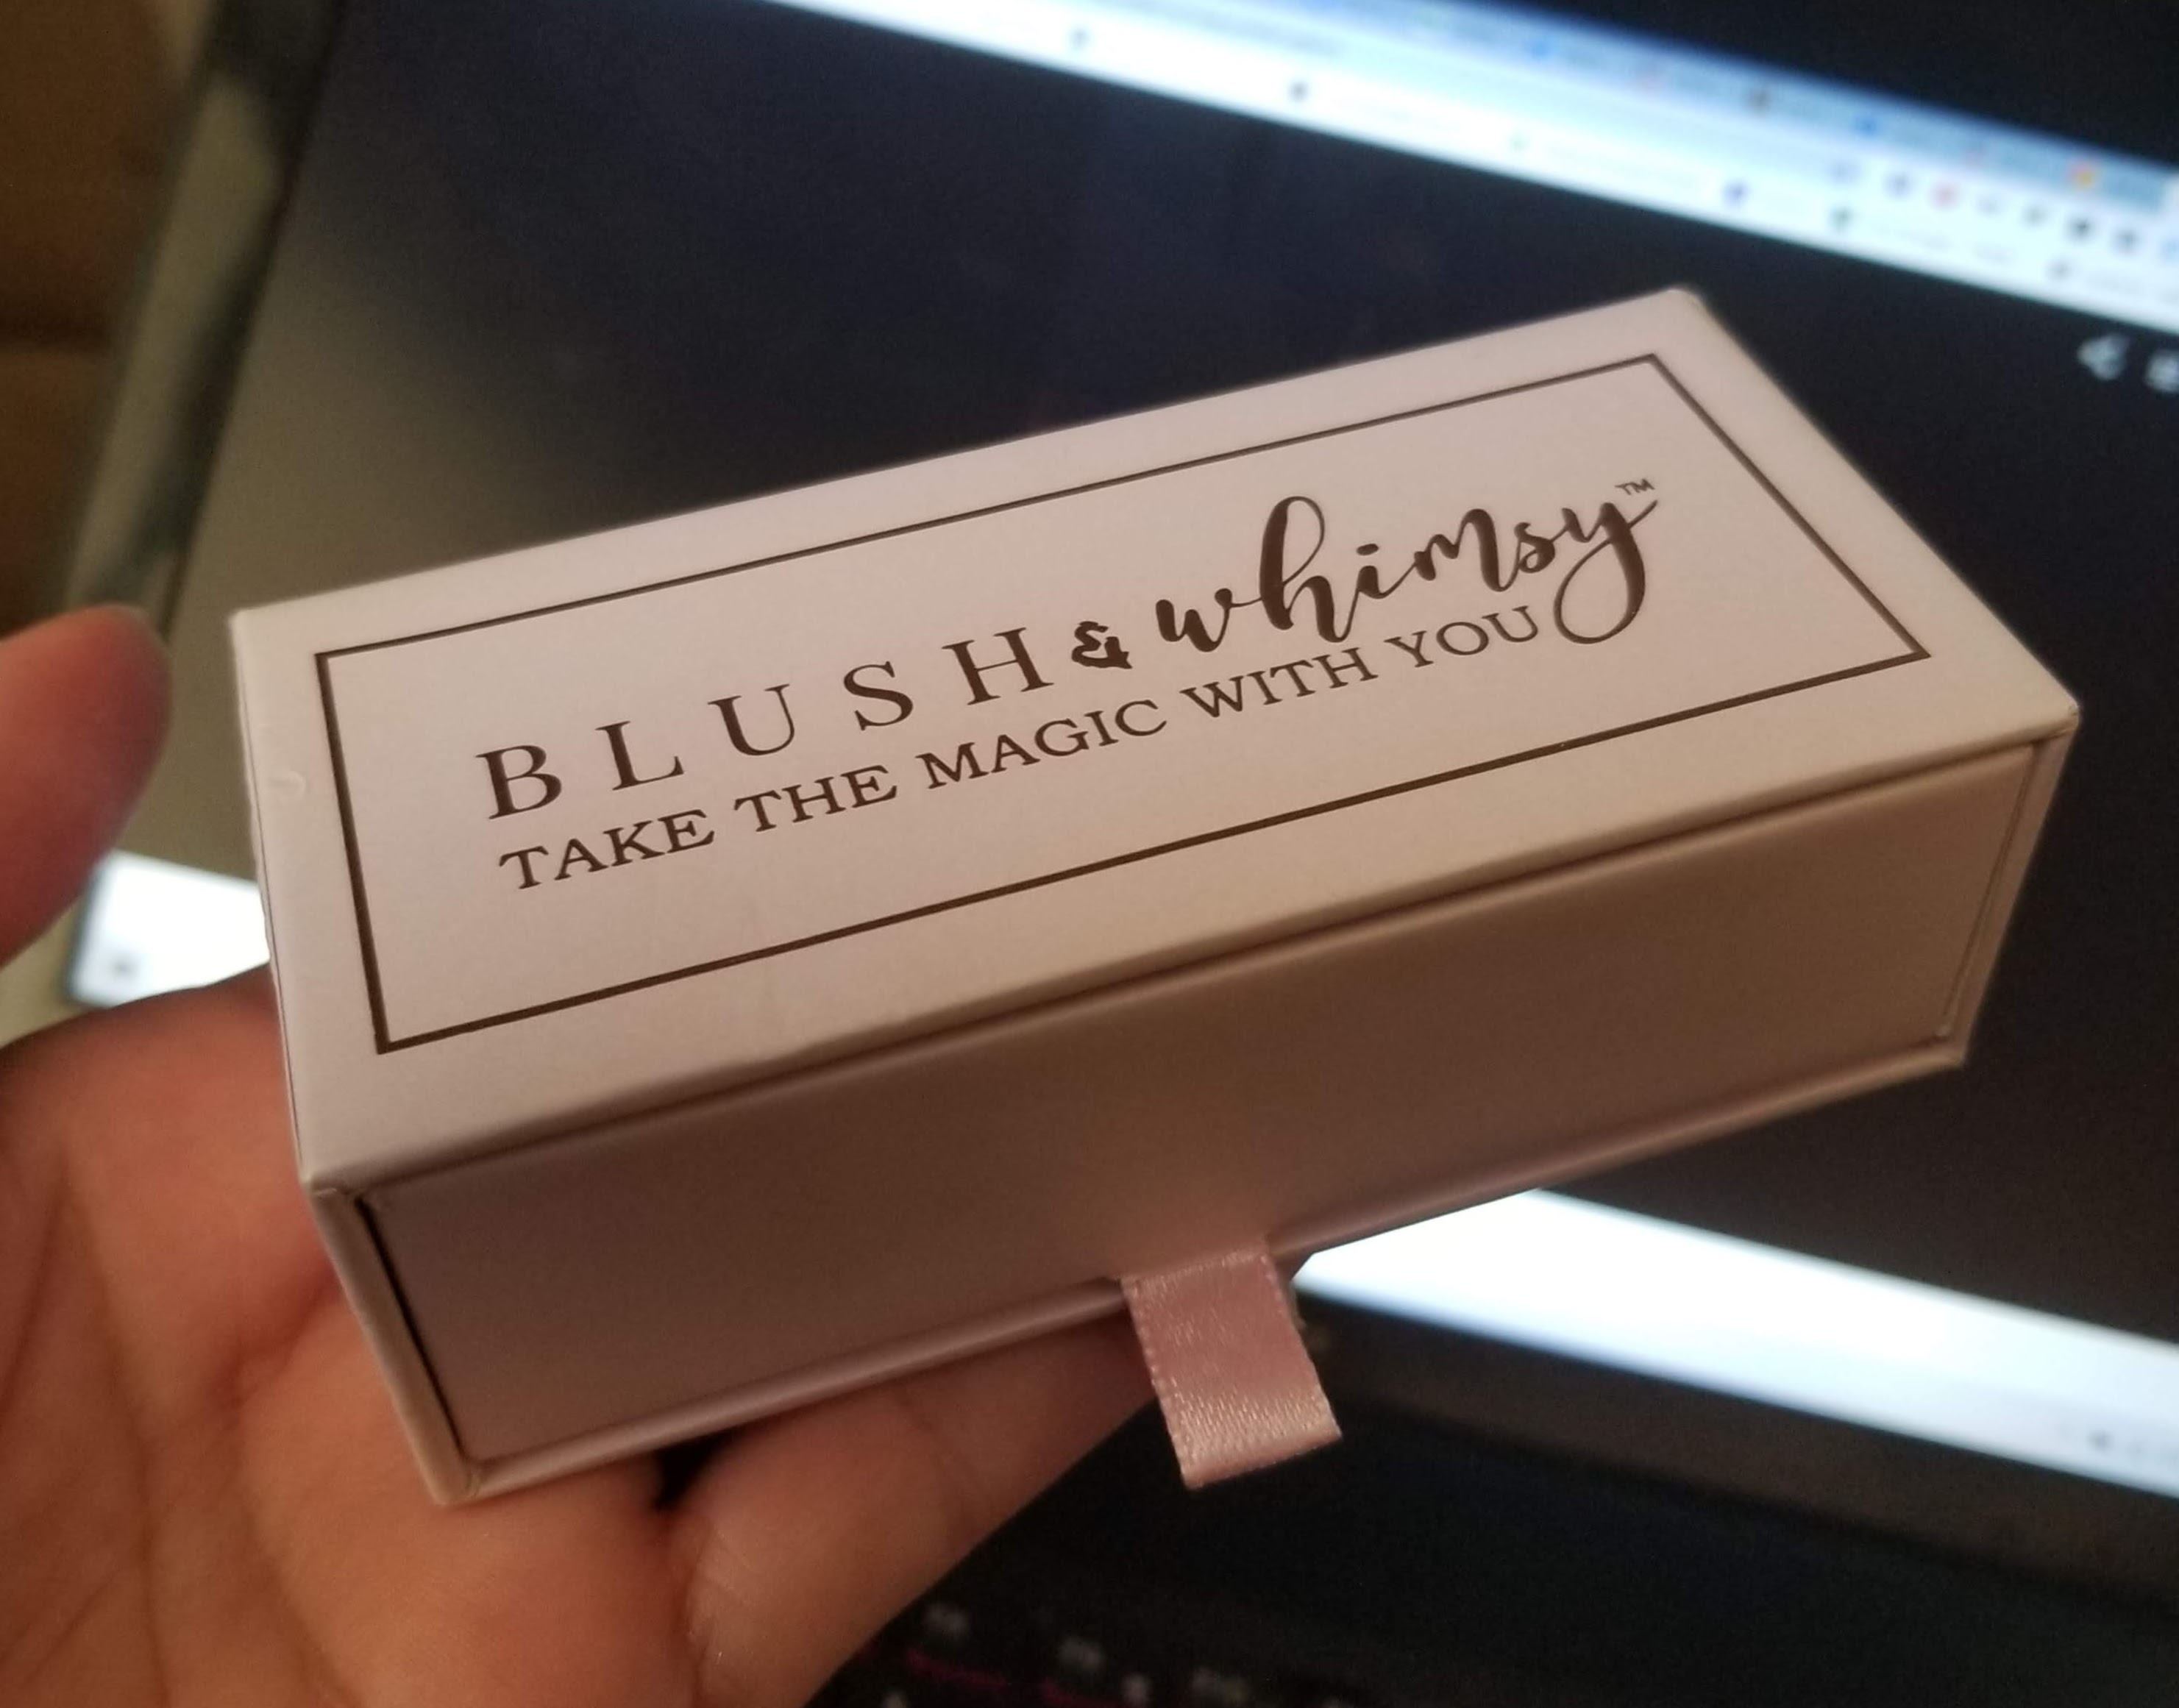 BLUSH & whimsy™
TAKE THE MAGIC WITH YOU